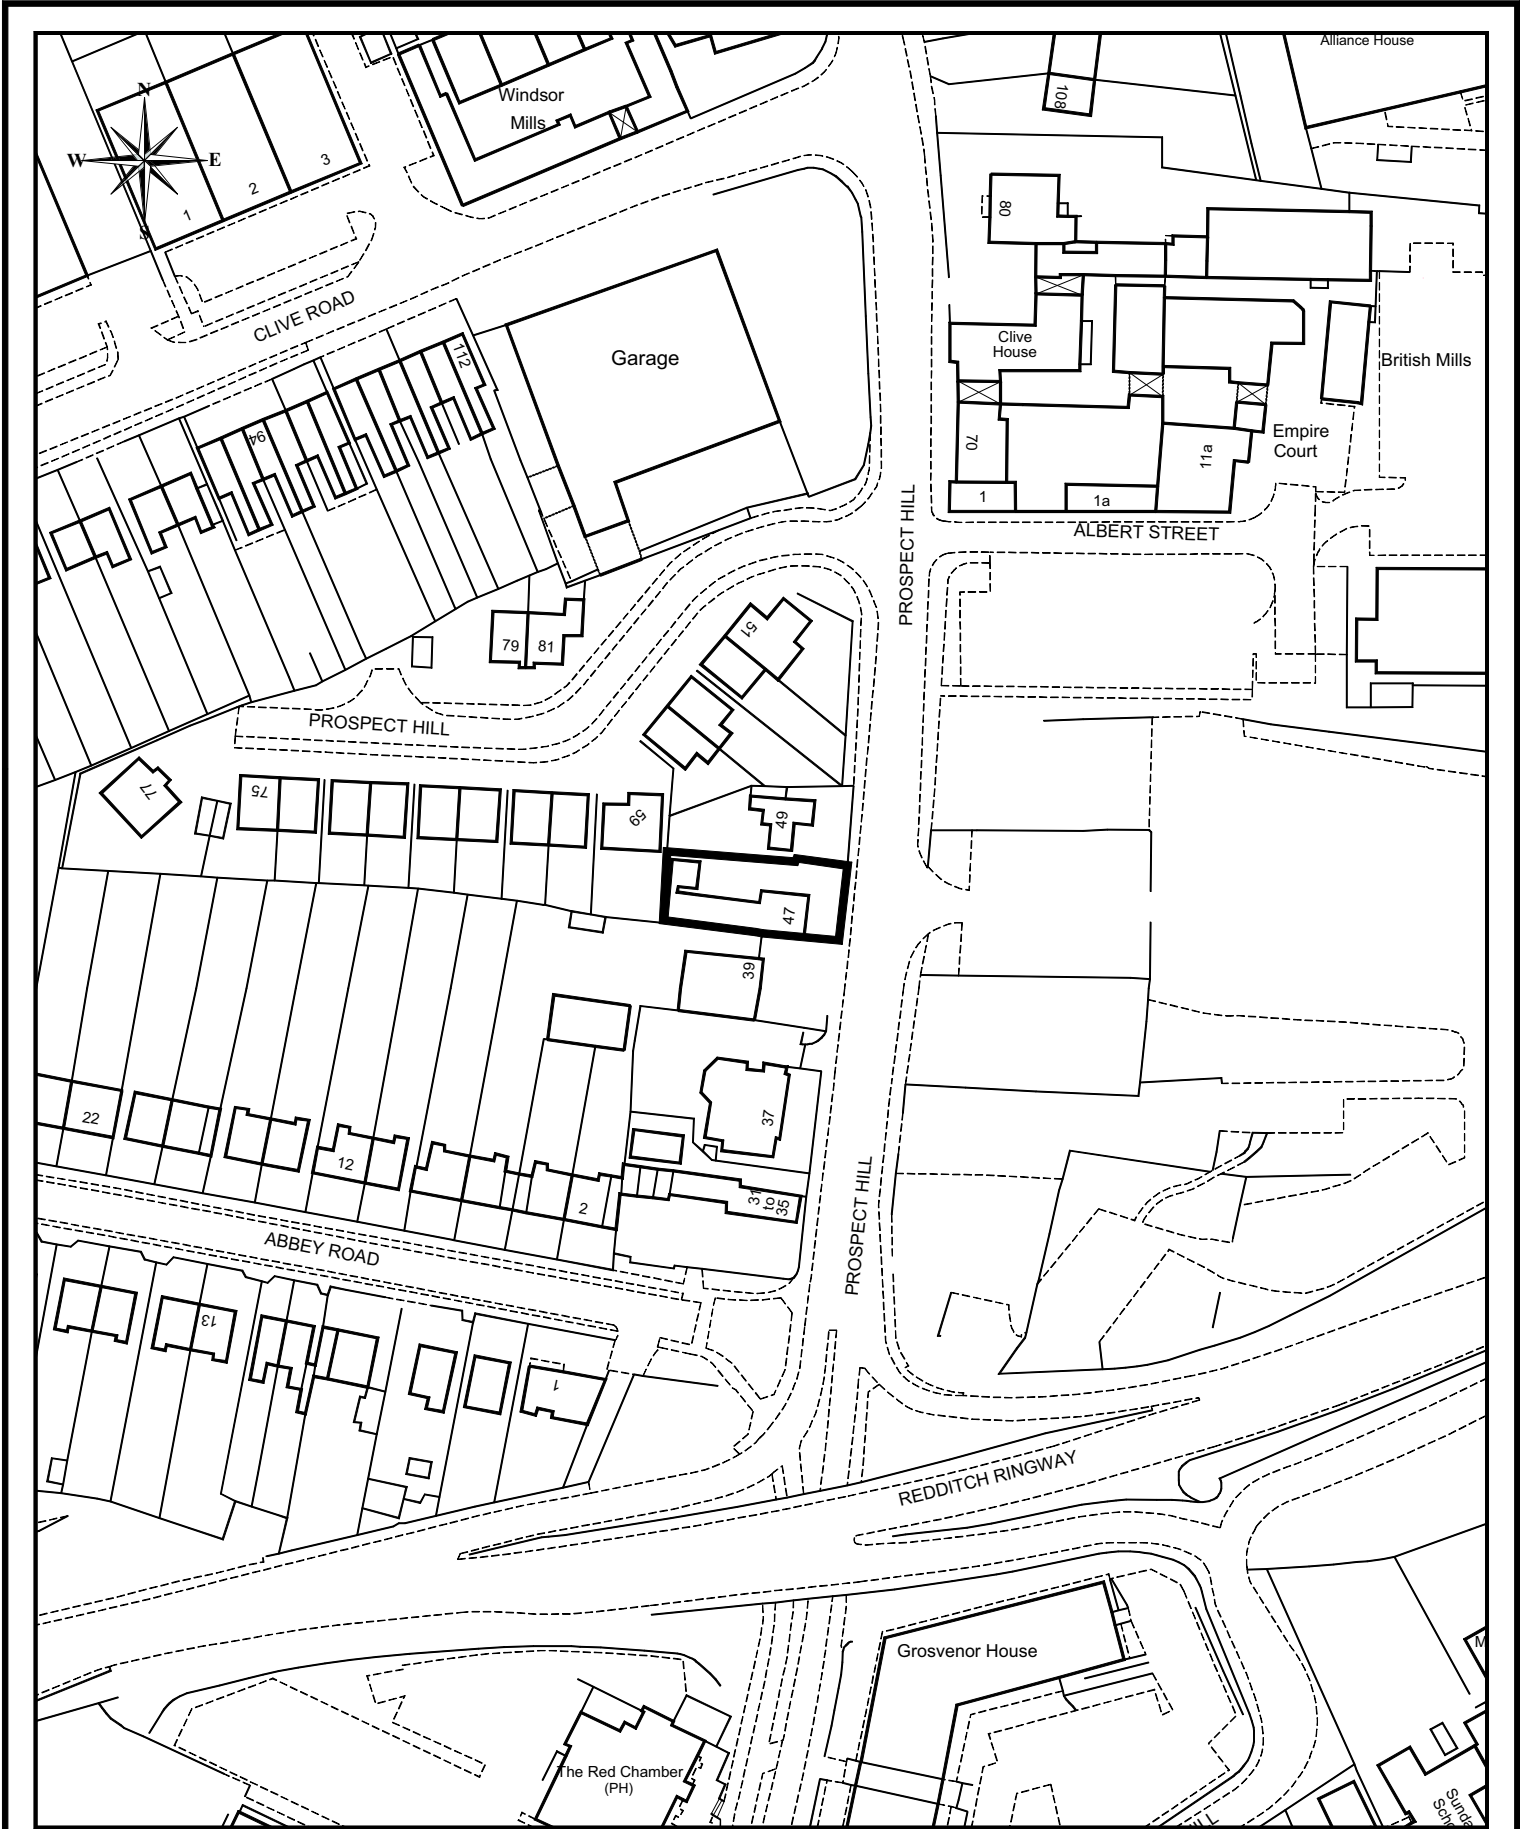 Alliance House
Windsor
Mills
108
N
W
E
S
1
2
3
80
CLIVE ROAD
Clive
House
British Mills
Garage
112
94
70
11a
Empire
Court
1
1a
ALBERT STREET
PROSPECT HILL
79
81
51
PROSPECT HILL
77
75
59
49
47
39
22
12
2
37
31
to
35
PROSPECT HILL
ABBEY ROAD
13
1
REDDITCH RINGWAY
Grosvenor House
M
The Red Chamber
(PH)